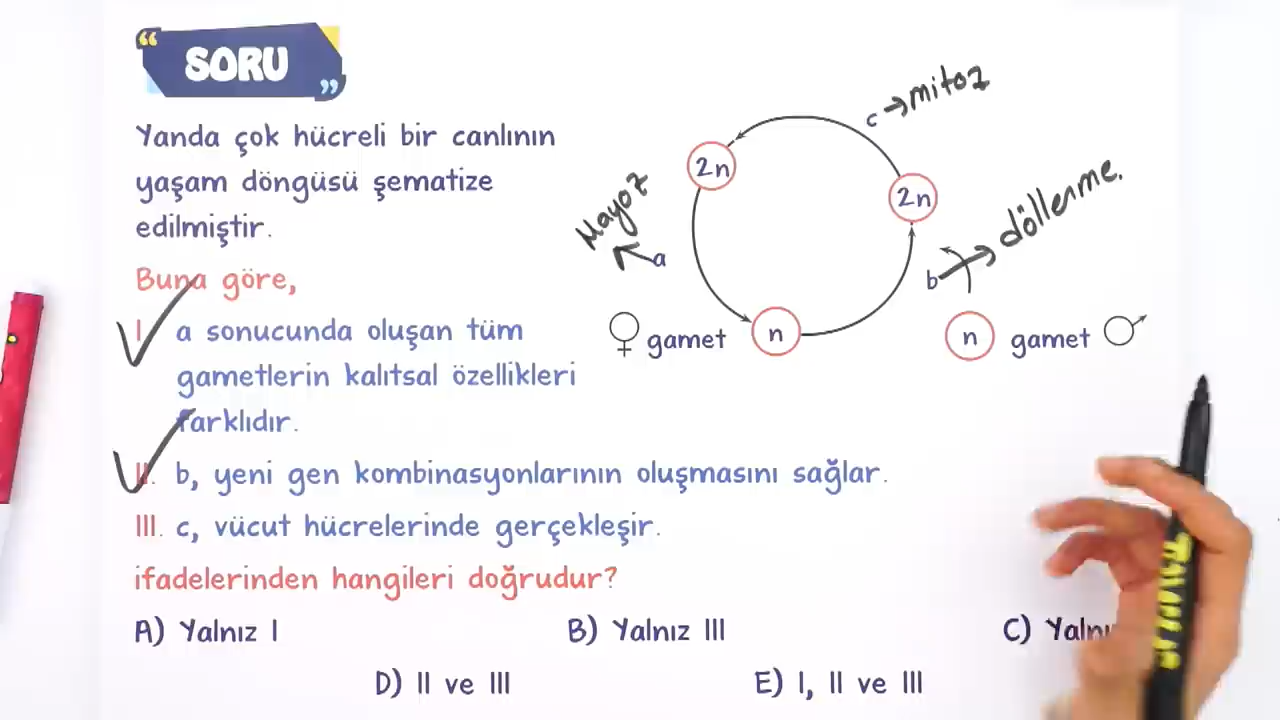 SORU
Yanda çok hücreli bir canlının
yaşam döngüsü şematize
edilmiştir.
Buna göre,
I. a sonucunda oluşan tüm
gametlerin kalıtsal özellikleri
farklıdır.
II. b, yeni gen kombinasyonlarının oluşmasını sağlar.
III. c, vücut hücrelerinde gerçekleşir.
ifadelerinden hangileri doğrudur?
A) Yalnız I
B) Yalnız III
C)
D) II ve III
E) I, II ve III
c → mitoz
2n
2n
Mayoz
a
b → döllenme.
♀ gamet
n
n
gamet ♂